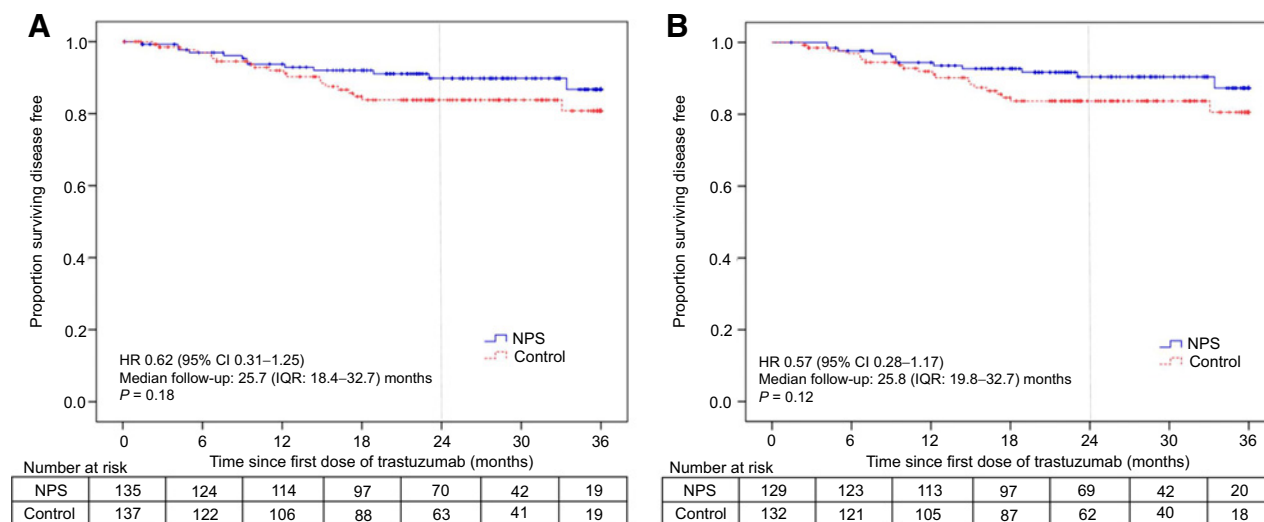 A
Proportion surviving disease free
1.0
0.8
0.6
0.4
0.2
0.0
NPS
Control
HR 0.62 (95% CI 0.31–1.25)
Median follow-up: 25.7 (IQR: 18.4–32.7) months
P = 0.18
0 6 12 18 24 30 36
Time since first dose of trastuzumab (months)
Number at risk
NPS 135 124 114 97 70 42 19
Control 137 122 106 88 63 41 19
B
Proportion surviving disease free
1.0
0.8
0.6
0.4
0.2
0.0
NPS
Control
HR 0.57 (95% CI 0.28–1.17)
Median follow-up: 25.8 (IQR: 19.8–32.7) months
P = 0.12
0 6 12 18 24 30 36
Time since first dose of trastuzumab (months)
Number at risk
NPS 129 123 113 97 69 42 20
Control 132 121 105 87 62 40 18